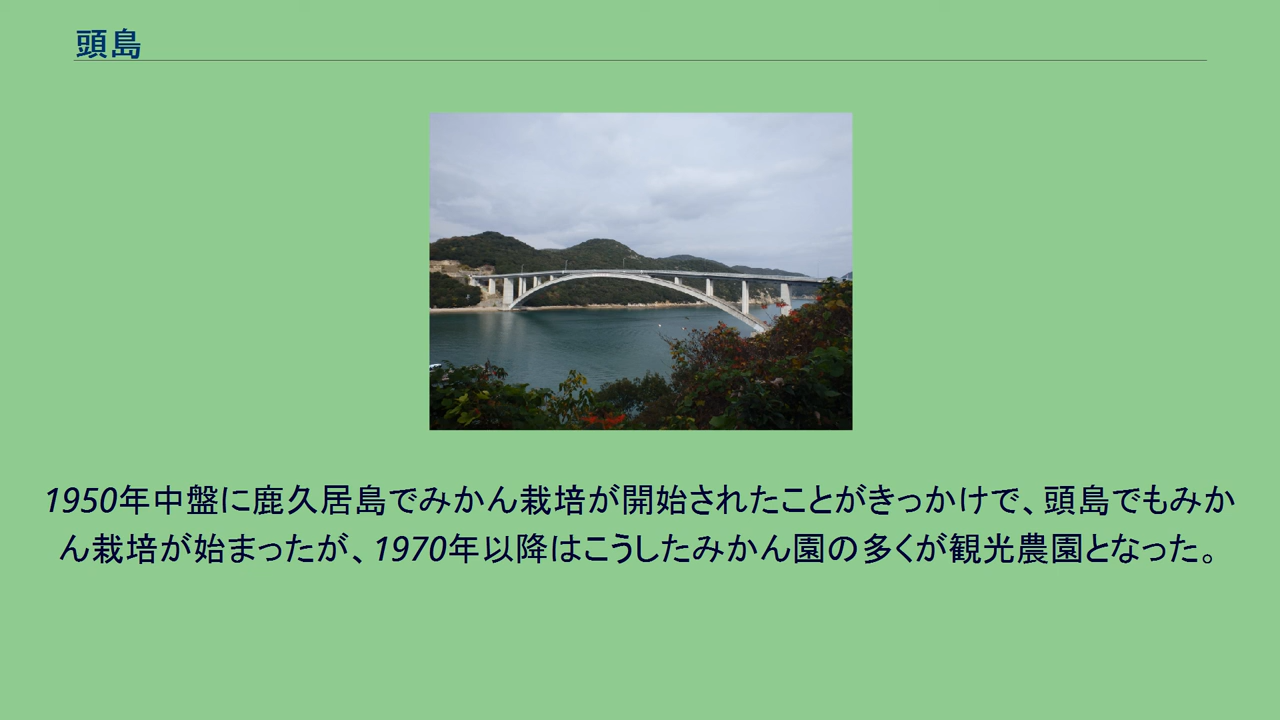 頭島
1950年中盤に鹿久居島でみかん栽培が開始されたことがきっかけで、頭島でもみか
ん栽培が始まったが、1970年以降はこうしたみかん園の多くが観光農園となった。